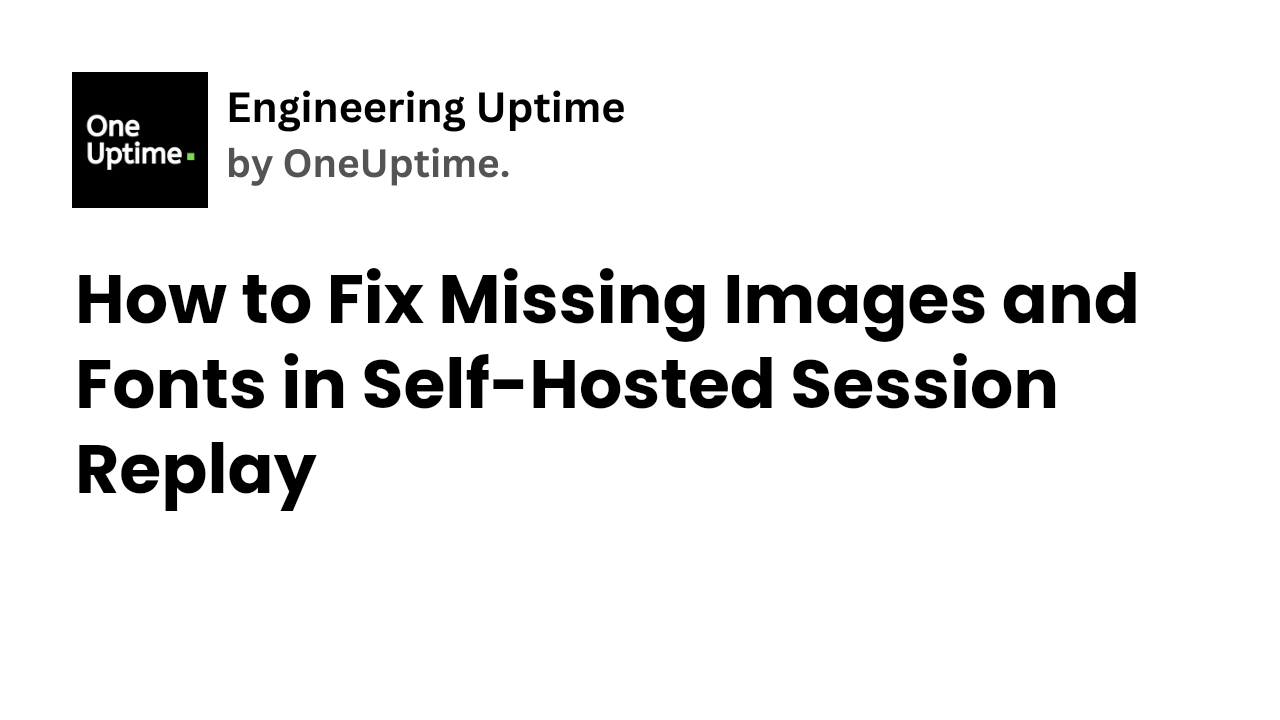 One
Uptime
Engineering Uptime
by OneUptime.
How to Fix Missing Images and
Fonts in Self-Hosted Session
Replay